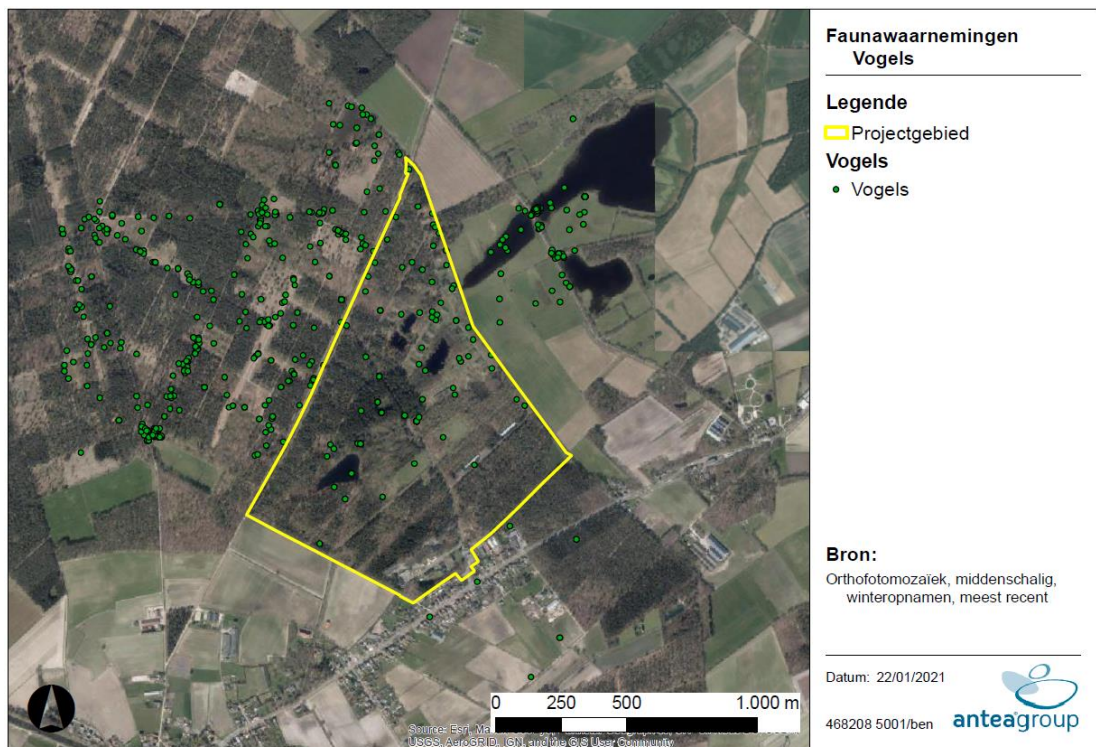 Faunawaarnemingen
Vogels
Legende
Projectgebied
Vogels
Vogels
Bron:
Orthofotomozaïek, middenschalig,
winteropnamen, meest recent
Datum: 22/01/2021
468208 5001/ben
anteagroup
0 250 500 1.000 m
Source: Esri, Ma
USGS, AeroGRID, IGN, and the GIS User Community